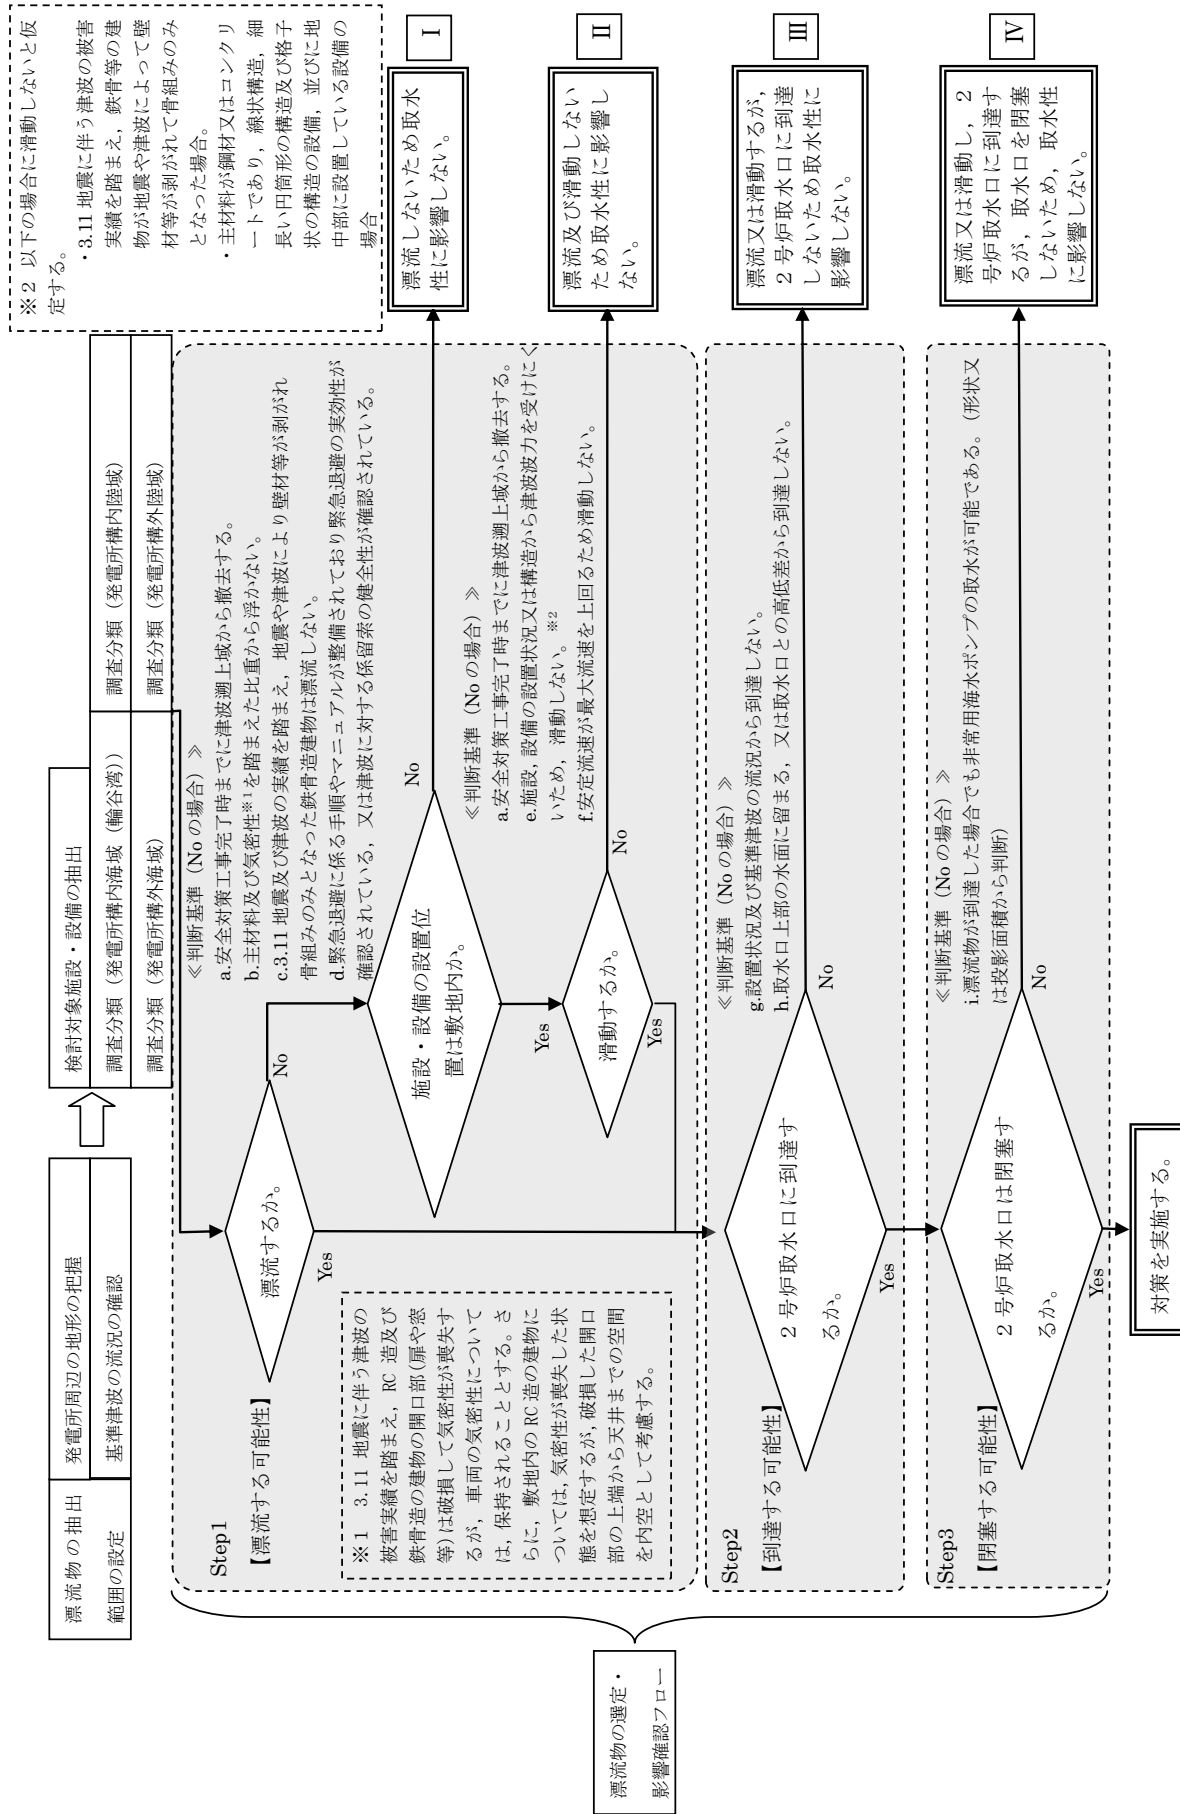 漂流物の選定・
影響確認フロー
漂流物の抽出
範囲の設定
発電所周辺の地形の把握
基準津波の流況の確認
検討対象施設・設備の抽出
調査分類（発電所構内海域（輪谷湾））
調査分類（発電所構内陸域）
調査分類（発電所構外海域）
調査分類（発電所構外陸域）
Step1
【漂流する可能性】
漂流するか。
No
Yes
※１ 3.11 地震に伴う津波の
被害実績を踏まえ，RC 造及び
鉄骨造の建物の開口部（扉や窓
等）は破損して気密性が喪失す
るが，車両の気密性について
は，保持されることとする。さ
らに，敷地内の RC 造の建物に
ついては，気密性が喪失した状
態を想定するが，破損した開口
部の上端から天井までの空間
を内空として考慮する。
≪判断基準（No の場合）≫
a.安全対策工事完了時までに津波遡上域から撤去する。
b.主材料及び気密性※1を踏まえた比重から浮かない。
c.3.11 地震及び津波の実績を踏まえ，地震や津波により壁材等が剥がれ
骨組みのみとなった鉄骨造建物は漂流しない。
d.緊急退避に係る手順やマニュアルが整備されており緊急退避の実効性が
確認されている，又は津波に対する係留索の健全性が確認されている。
施設・設備の設置位
置は敷地内か。
No
Yes
≪判断基準（No の場合）≫
a.安全対策工事完了時までに津波遡上域から撤去する。
e.施設，設備の設置状況又は構造から津波波力を受けにく
いため，滑動しない。※2
f.安定流速が最大流速を上回るため滑動しない。
滑動するか。
No
Yes
※２ 以下の場合に滑動しないと仮
定する。
・3.11 地震に伴う津波の被害
実績を踏まえ，鉄骨等の建
物が地震や津波によって壁
材等が剥がれて骨組みのみ
となった場合。
・主材料が鋼材又はコンクリ
ートであり，線状構造，細
長い円筒形の構造及び格子
状の構造の設備，並びに地
中部に設置している設備の
場合
漂流しないため取水
性に影響しない。
Ⅰ
漂流及び滑動しない
ため取水性に影響し
ない。
Ⅱ
Step2
【到達する可能性】
２号炉取水口に到達す
るか。
No
Yes
≪判断基準（No の場合）≫
g.設置状況及び基準津波の流況から到達しない。
h.取水口上部の水面に留まる，又は取水口との高低差から到達しない。
漂流又は滑動するが，
２号炉取水口に到達
しないため取水性に
影響しない。
Ⅲ
Step3
【閉塞する可能性】
２号炉取水口は閉塞す
るか。
No
Yes
≪判断基準（No の場合）≫
i.漂流物が到達した場合でも非常用海水ポンプの取水が可能である。（形状又
は投影面積から判断）
漂流又は滑動し，２
号炉取水口に到達す
るが，取水口を閉塞
しないため，取水性
に影響しない。
Ⅳ
対策を実施する。